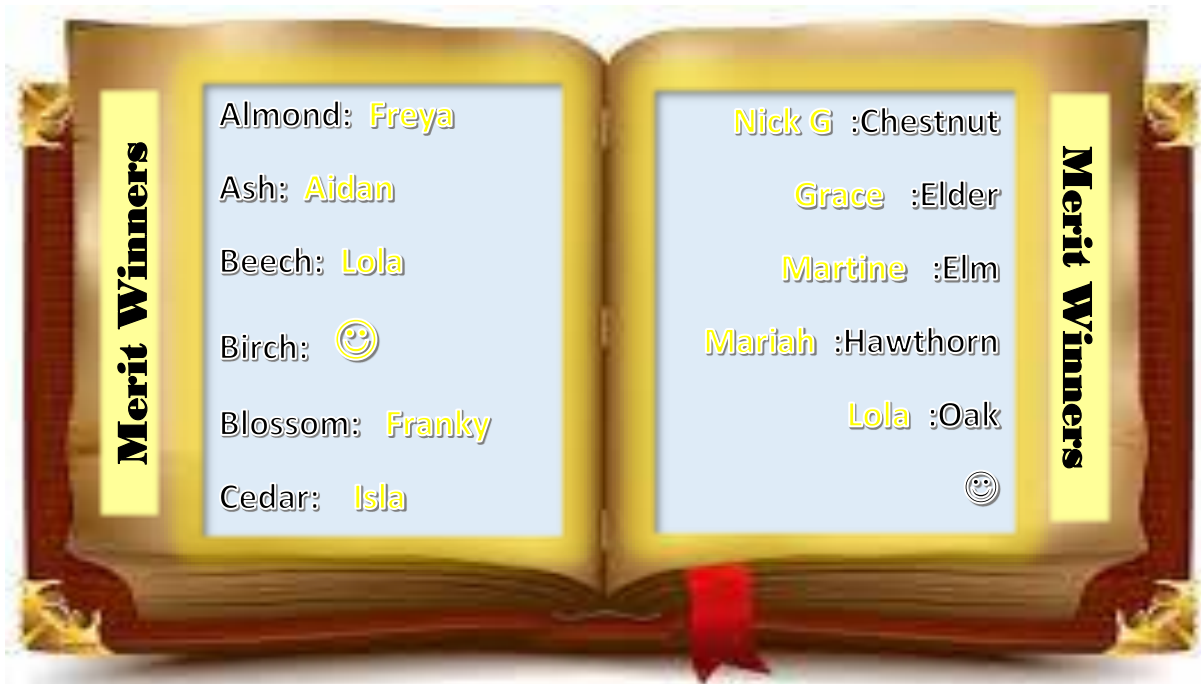 Merit Winners
Almond: Freya
Ash: Aidan
Beech: Lola
Birch: ☺
Blossom: Franky
Cedar: Isla
Nick G :Chestnut
Grace :Elder
Martine :Elm
Mariah :Hawthorn
Lola :Oak
☺
Merit Winners